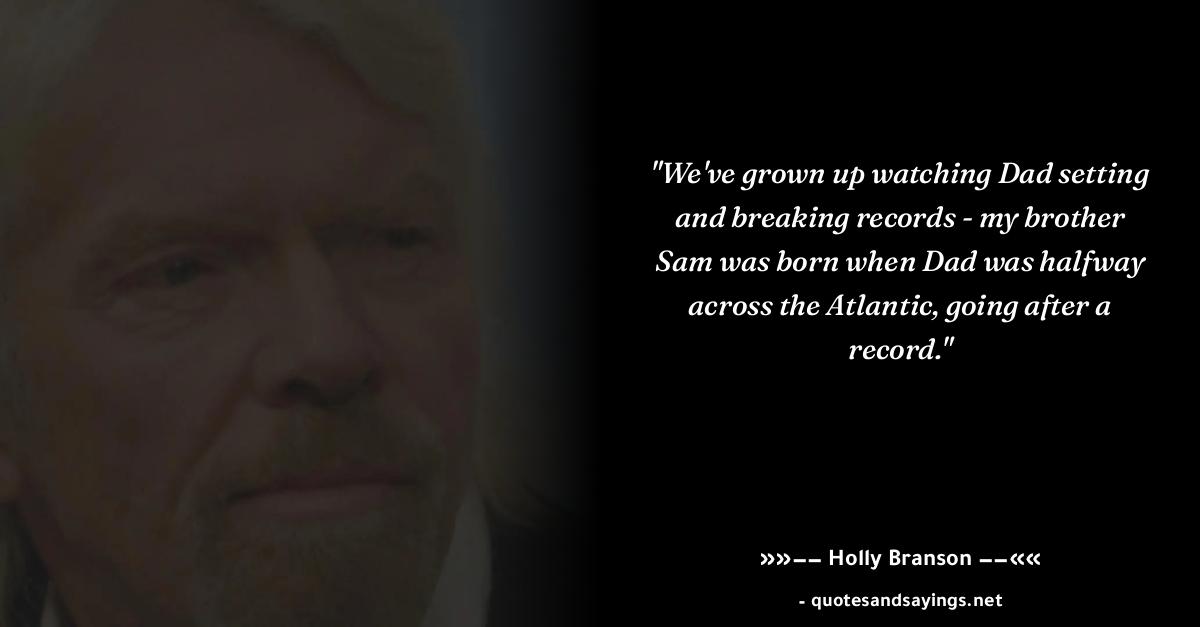 "We've grown up watching Dad setting
and breaking records - my brother
Sam was born when Dad was halfway
across the Atlantic, going after a
record."
»»−− Holly Branson −−««
- quotesandsayings.net